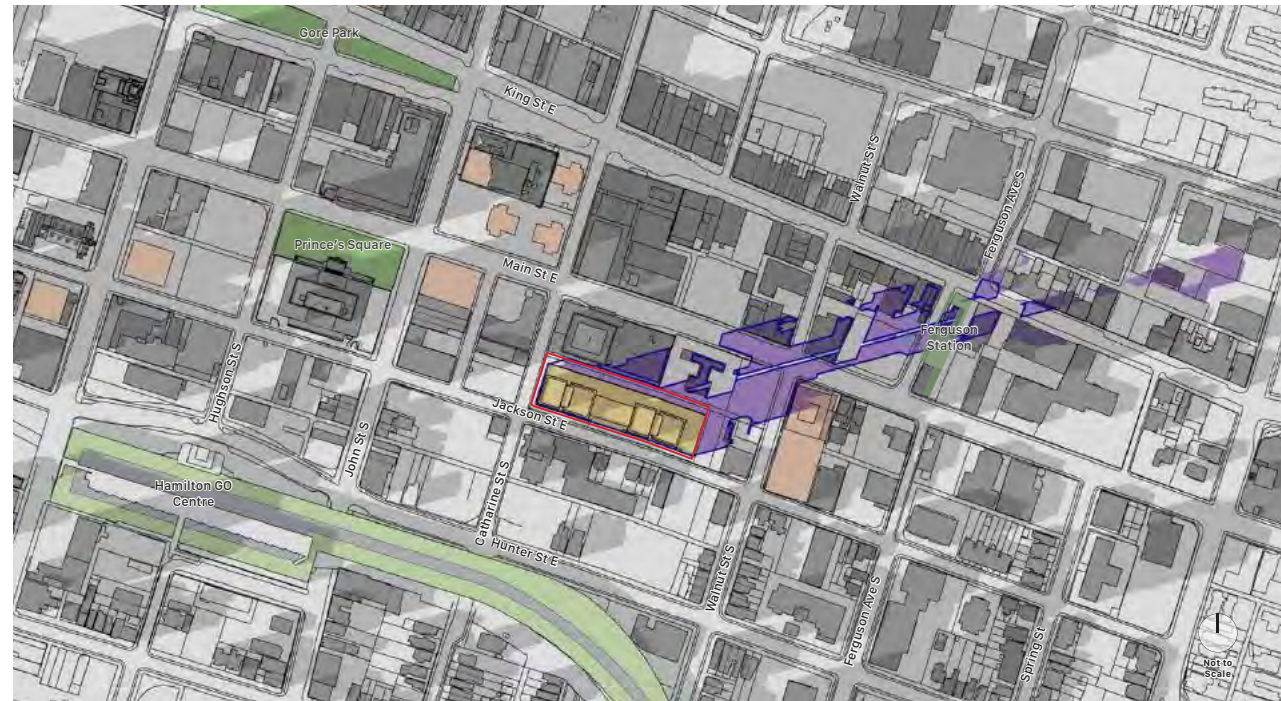 Gore Park
King St E
Walnut St S
Ferguson Ave S
Prince's Square
Main St E
Ferguson
Station
Hughson St S
John St S
Jackson St E
Catharine St S
Hamilton GO
Centre
Hunter St E
Walnut St S
Ferguson Ave S
Spring St
Not to
Scale